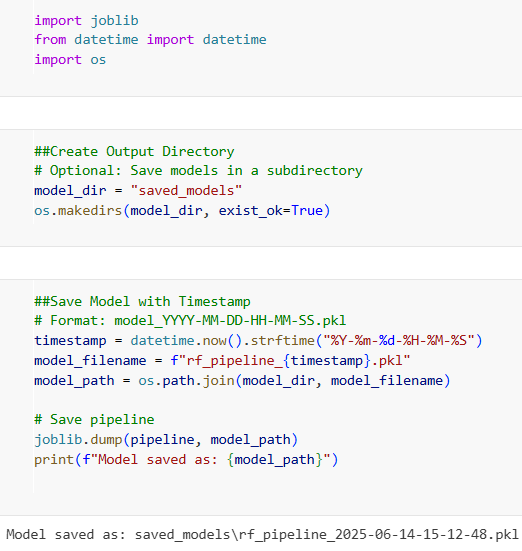 import joblib
from datetime import datetime
import os
##Create Output Directory
# Optional: Save models in a subdirectory
model_dir = "saved_models"
os.makedirs(model_dir, exist_ok=True)
##Save Model with Timestamp
# Format: model_YYYY-MM-DD-HH-MM-SS.pkl
timestamp = datetime.now().strftime("%Y-%m-%d-%H-%M-%S")
model_filename = f"rf_pipeline_{timestamp}.pkl"
model_path = os.path.join(model_dir, model_filename)
# Save pipeline
joblib.dump(pipeline, model_path)
print(f"Model saved as: {model_path}")
Model saved as: saved_models\rf_pipeline_2025-06-14-15-12-48.pkl